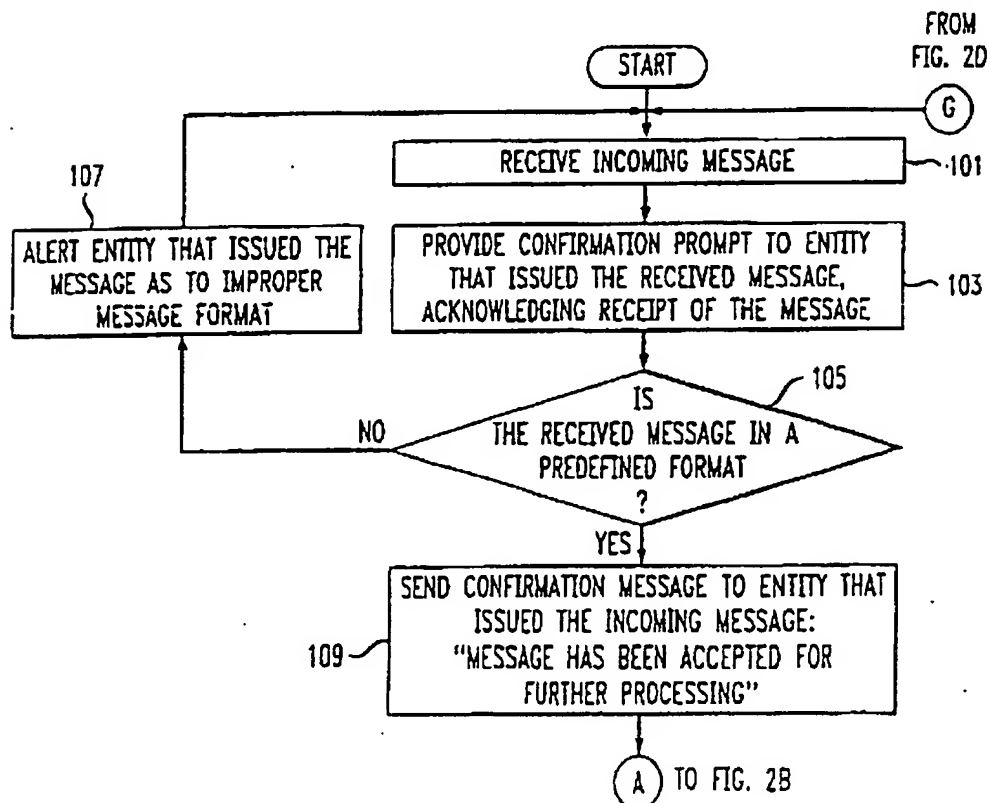 FROM
FIG. 2D
START
G
RECEIVE INCOMING MESSAGE
101
107
ALERT ENTITY THAT ISSUED THE
MESSAGE AS TO IMPROPER
MESSAGE FORMAT
PROVIDE CONFIRMATION PROMPT TO ENTITY
THAT ISSUED THE RECEIVED MESSAGE,
ACKNOWLEDGING RECEIPT OF THE MESSAGE
103
105
IS
THE RECEIVED MESSAGE IN A
PREDEFINED FORMAT
?
NO
YES
SEND CONFIRMATION MESSAGE TO ENTITY THAT
ISSUED THE INCOMING MESSAGE:
"MESSAGE HAS BEEN ACCEPTED FOR
FURTHER PROCESSING"
109
A
TO FIG. 2B